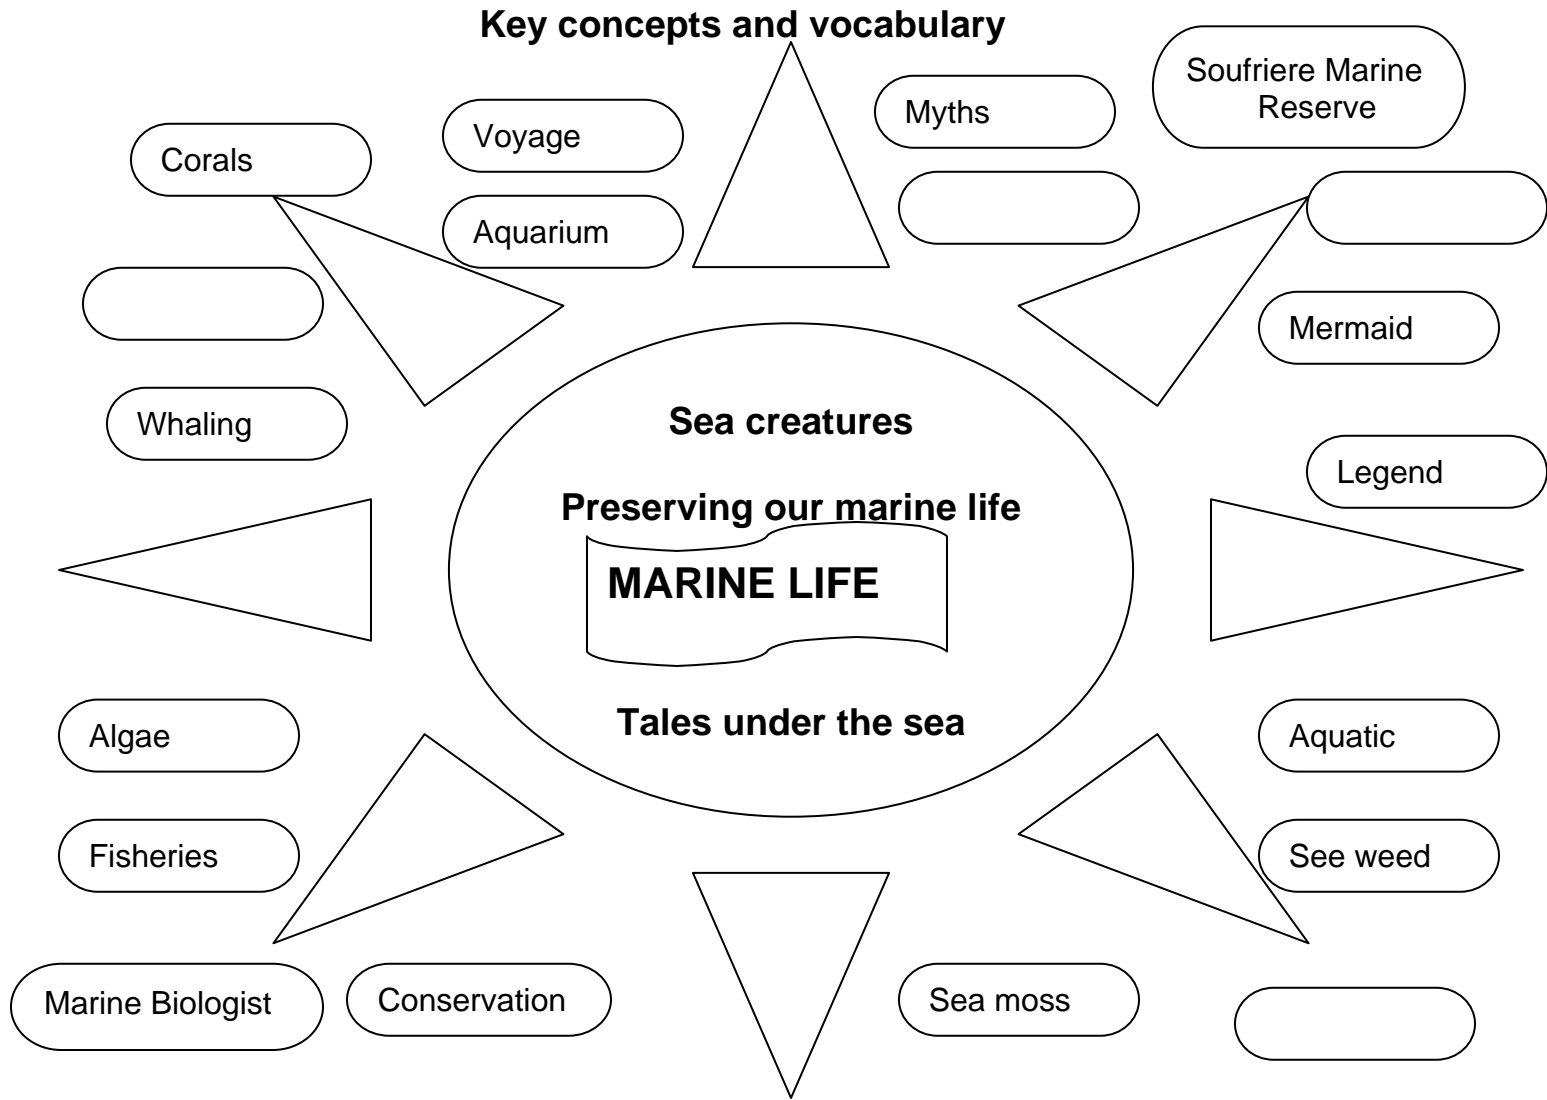 Key concepts and vocabulary
Soufriere Marine
Reserve
Myths
Voyage
Corals
Aquarium
Mermaid
Whaling
Sea creatures
Legend
Preserving our marine life
MARINE LIFE
Tales under the sea
Algae
Aquatic
Fisheries
See weed
Marine Biologist
Conservation
Sea moss